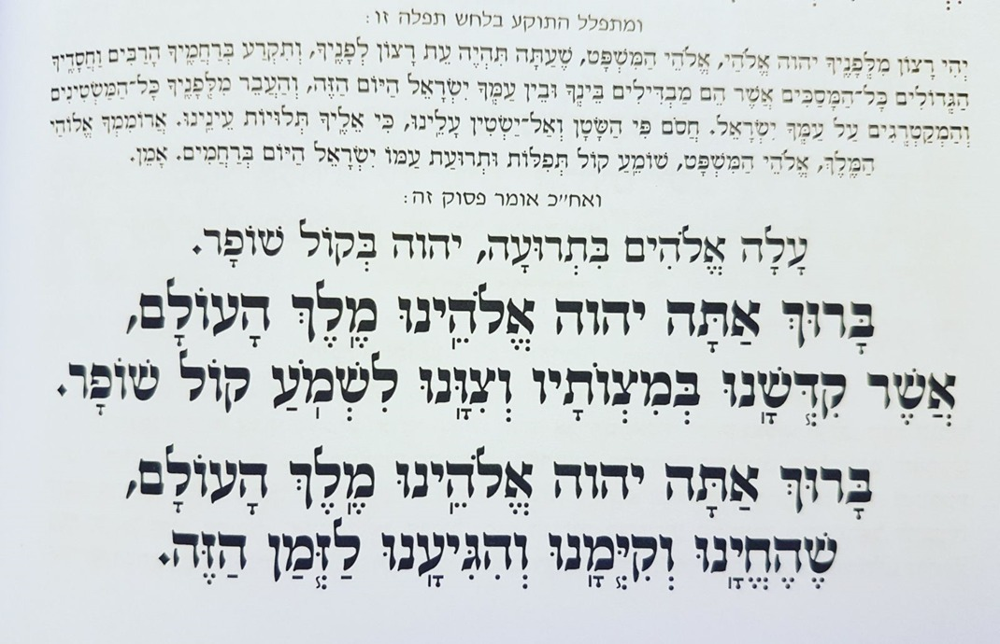 ומתפלל התוקע בלחש תפלה זו:
יְהִי רָצוֹן מִלְּפָנֶיךָ יהוה אֱלֹהַי, אֱלֹהֵי הַמִּשְׁפָּט, שֶׁעַתָּה תִּהְיֶה עֵת רָצוֹן לְפָנֶיךָ, וְתִקְרַע בְּרַחֲמֶיךָ הָרַבִּים וַחֲסָדֶיךָ
הַגְּדוֹלִים כָּל־הַמָּסַכִּים אֲשֶׁר הֵם מַבְדִּילִים בֵּינְךָ וּבֵין עַמְּךָ יִשְׂרָאֵל הַיּוֹם הַזֶּה, וְהַעֲבֵר מִלְּפָנֶיךָ כָּל־הַמַּשְׂטִינִים
וְהַמְקַטְרְגִים עַל עַמְּךָ יִשְׂרָאֵל. חֲסֹם פִּי הַשָּׂטָן וְאַל־יַשְׂטִין עָלֵינוּ, כִּי אֵלֶיךָ תְּלוּיוֹת עֵינֵינוּ. אֲרוֹמִמְךָ אֱלוֹהַי
הַמֶּלֶךְ, אֱלֹהֵי הַמִּשְׁפָּט, שׁוֹמֵעַ קוֹל תְּפִלּוֹת וּתְרוּעַת עַמּוֹ יִשְׂרָאֵל הַיּוֹם בְּרַחֲמִים. אָמֵן.
ואח״כ אומר פסוק זה:
עָלָה אֱלֹהִים בִּתְרוּעָה, יהוה בְּקוֹל שׁוֹפָר.
בָּרוּךְ אַתָּה יהוה אֱלֹהֵינוּ מֶלֶךְ הָעוֹלָם,
אֲשֶׁר קִדְּשָׁנוּ בְּמִצְוֹתָיו וְצִוָּנוּ לִשְׁמֹעַ קוֹל שׁוֹפָר.
בָּרוּךְ אַתָּה יהוה אֱלֹהֵינוּ מֶלֶךְ הָעוֹלָם,
שֶׁהֶחֱיָנוּ וְקִיְּמָנוּ וְהִגִּיעָנוּ לַזְּמַן הַזֶּה.